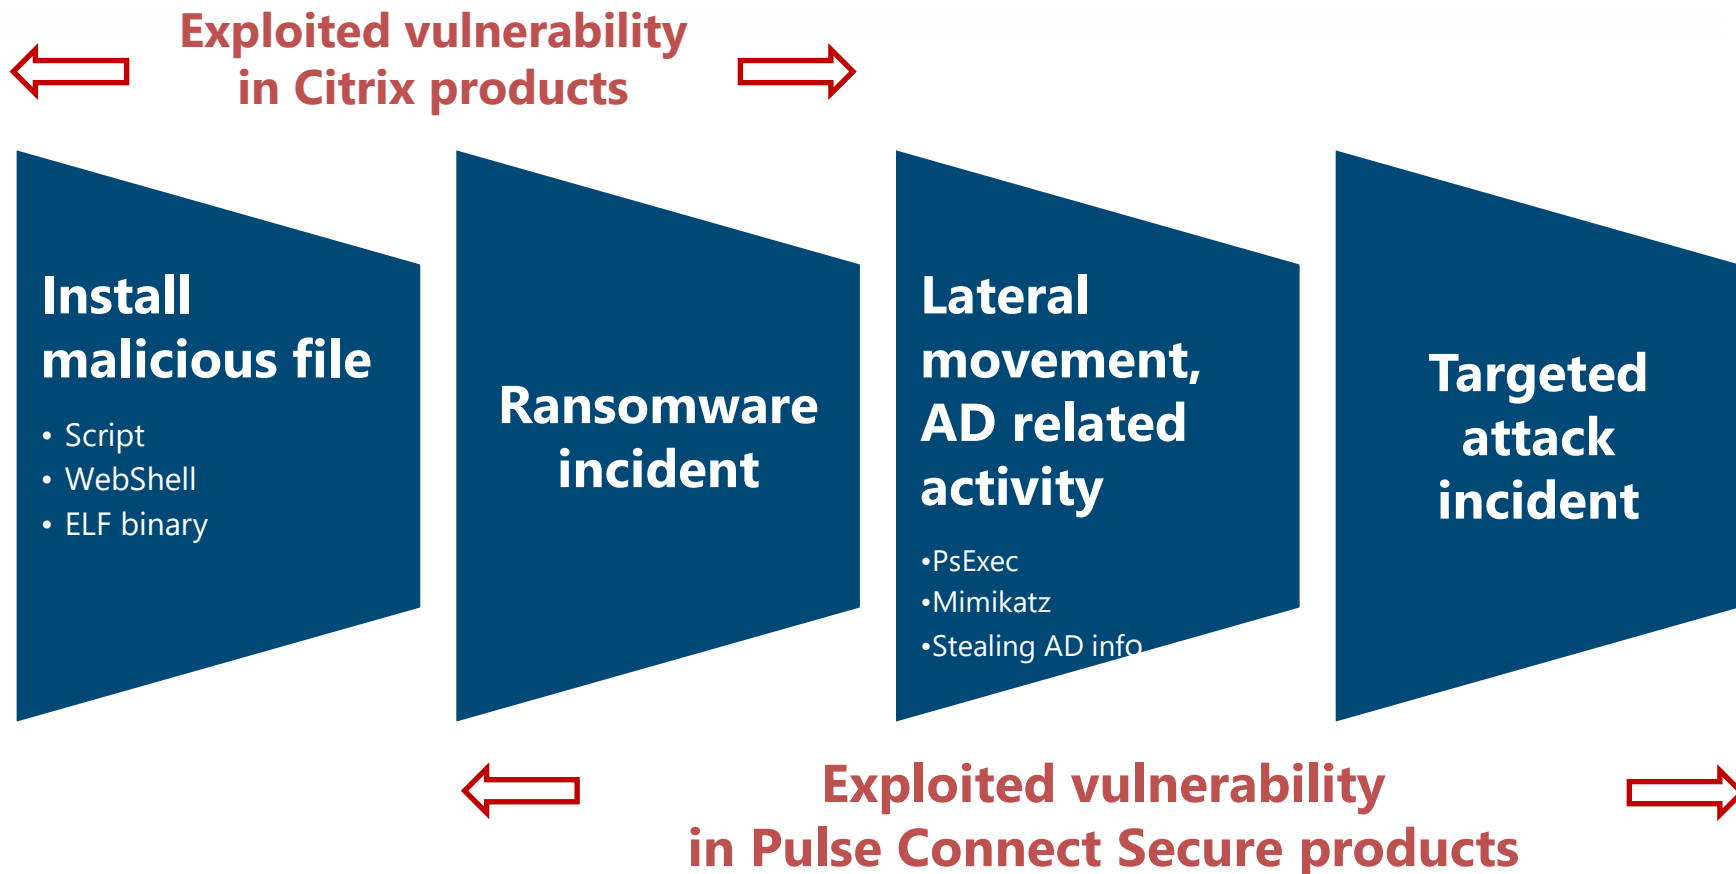 Exploited vulnerability
in Citrix products
Install
malicious file
• Script
• WebShell
• ELF binary
Ransomware
incident
Lateral
movement,
AD related
activity
•PsExec
•Mimikatz
•Stealing AD info
Targeted
attack
incident
Exploited vulnerability
in Pulse Connect Secure products